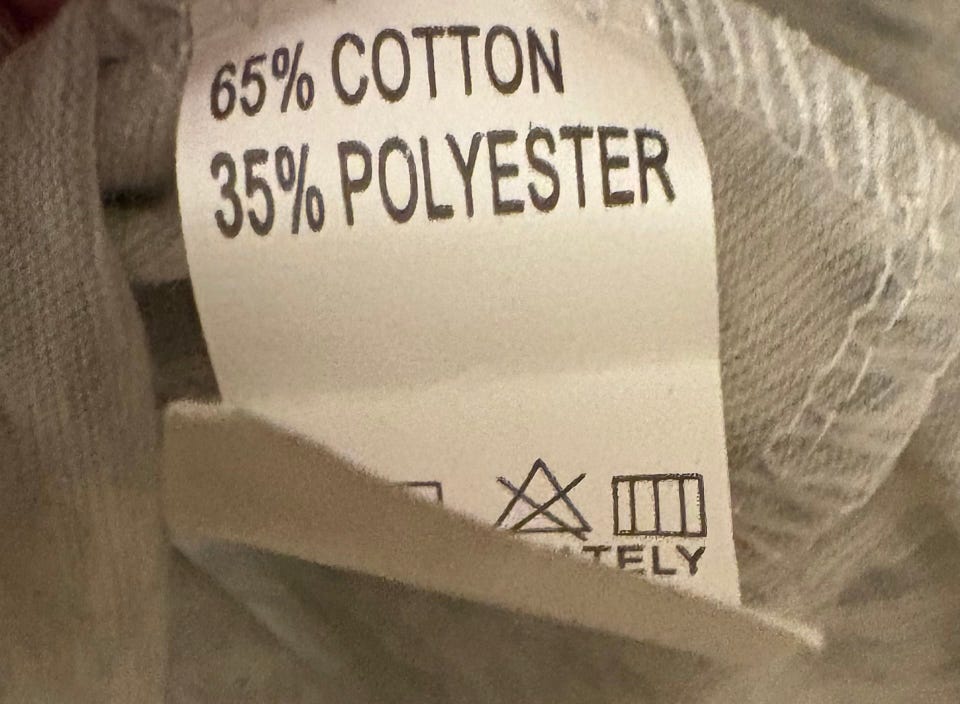 65% COTTON
35% POLYESTER